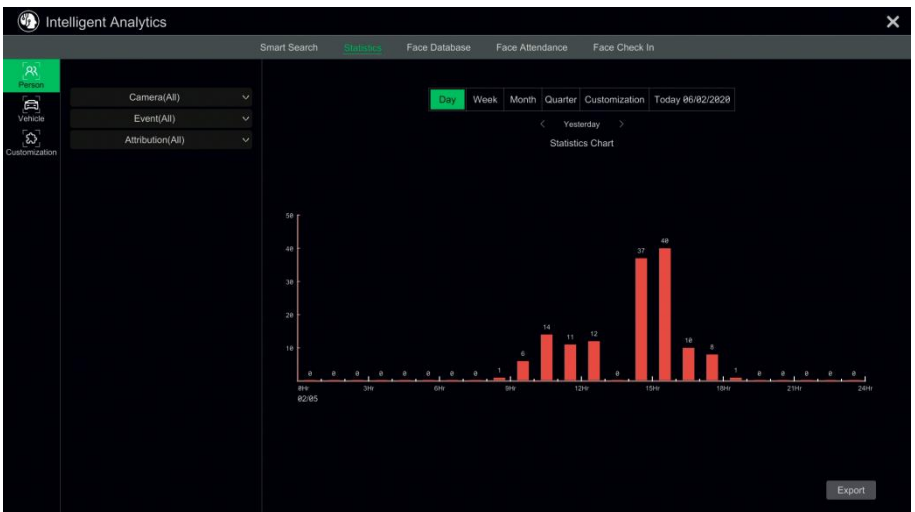 Intelligent Analytics
Smart Search Statistics Face Database Face Attendance Face Check In
Person
Vehicle
Customization
Camera(All)
Event(All)
Attribution(All)
Day Week Month Quarter Customization Today 06/02/2020
Yesterday
Statistics Chart
50
40
30
20
10
0 0 0 0 0 0 0 0 1 6 14 11 12 0 37 40 10 8 1 0 0 0 0 0
0Hr 3Hr 6Hr 9Hr 12Hr 15Hr 18Hr 21Hr 24Hr
02/05
Export